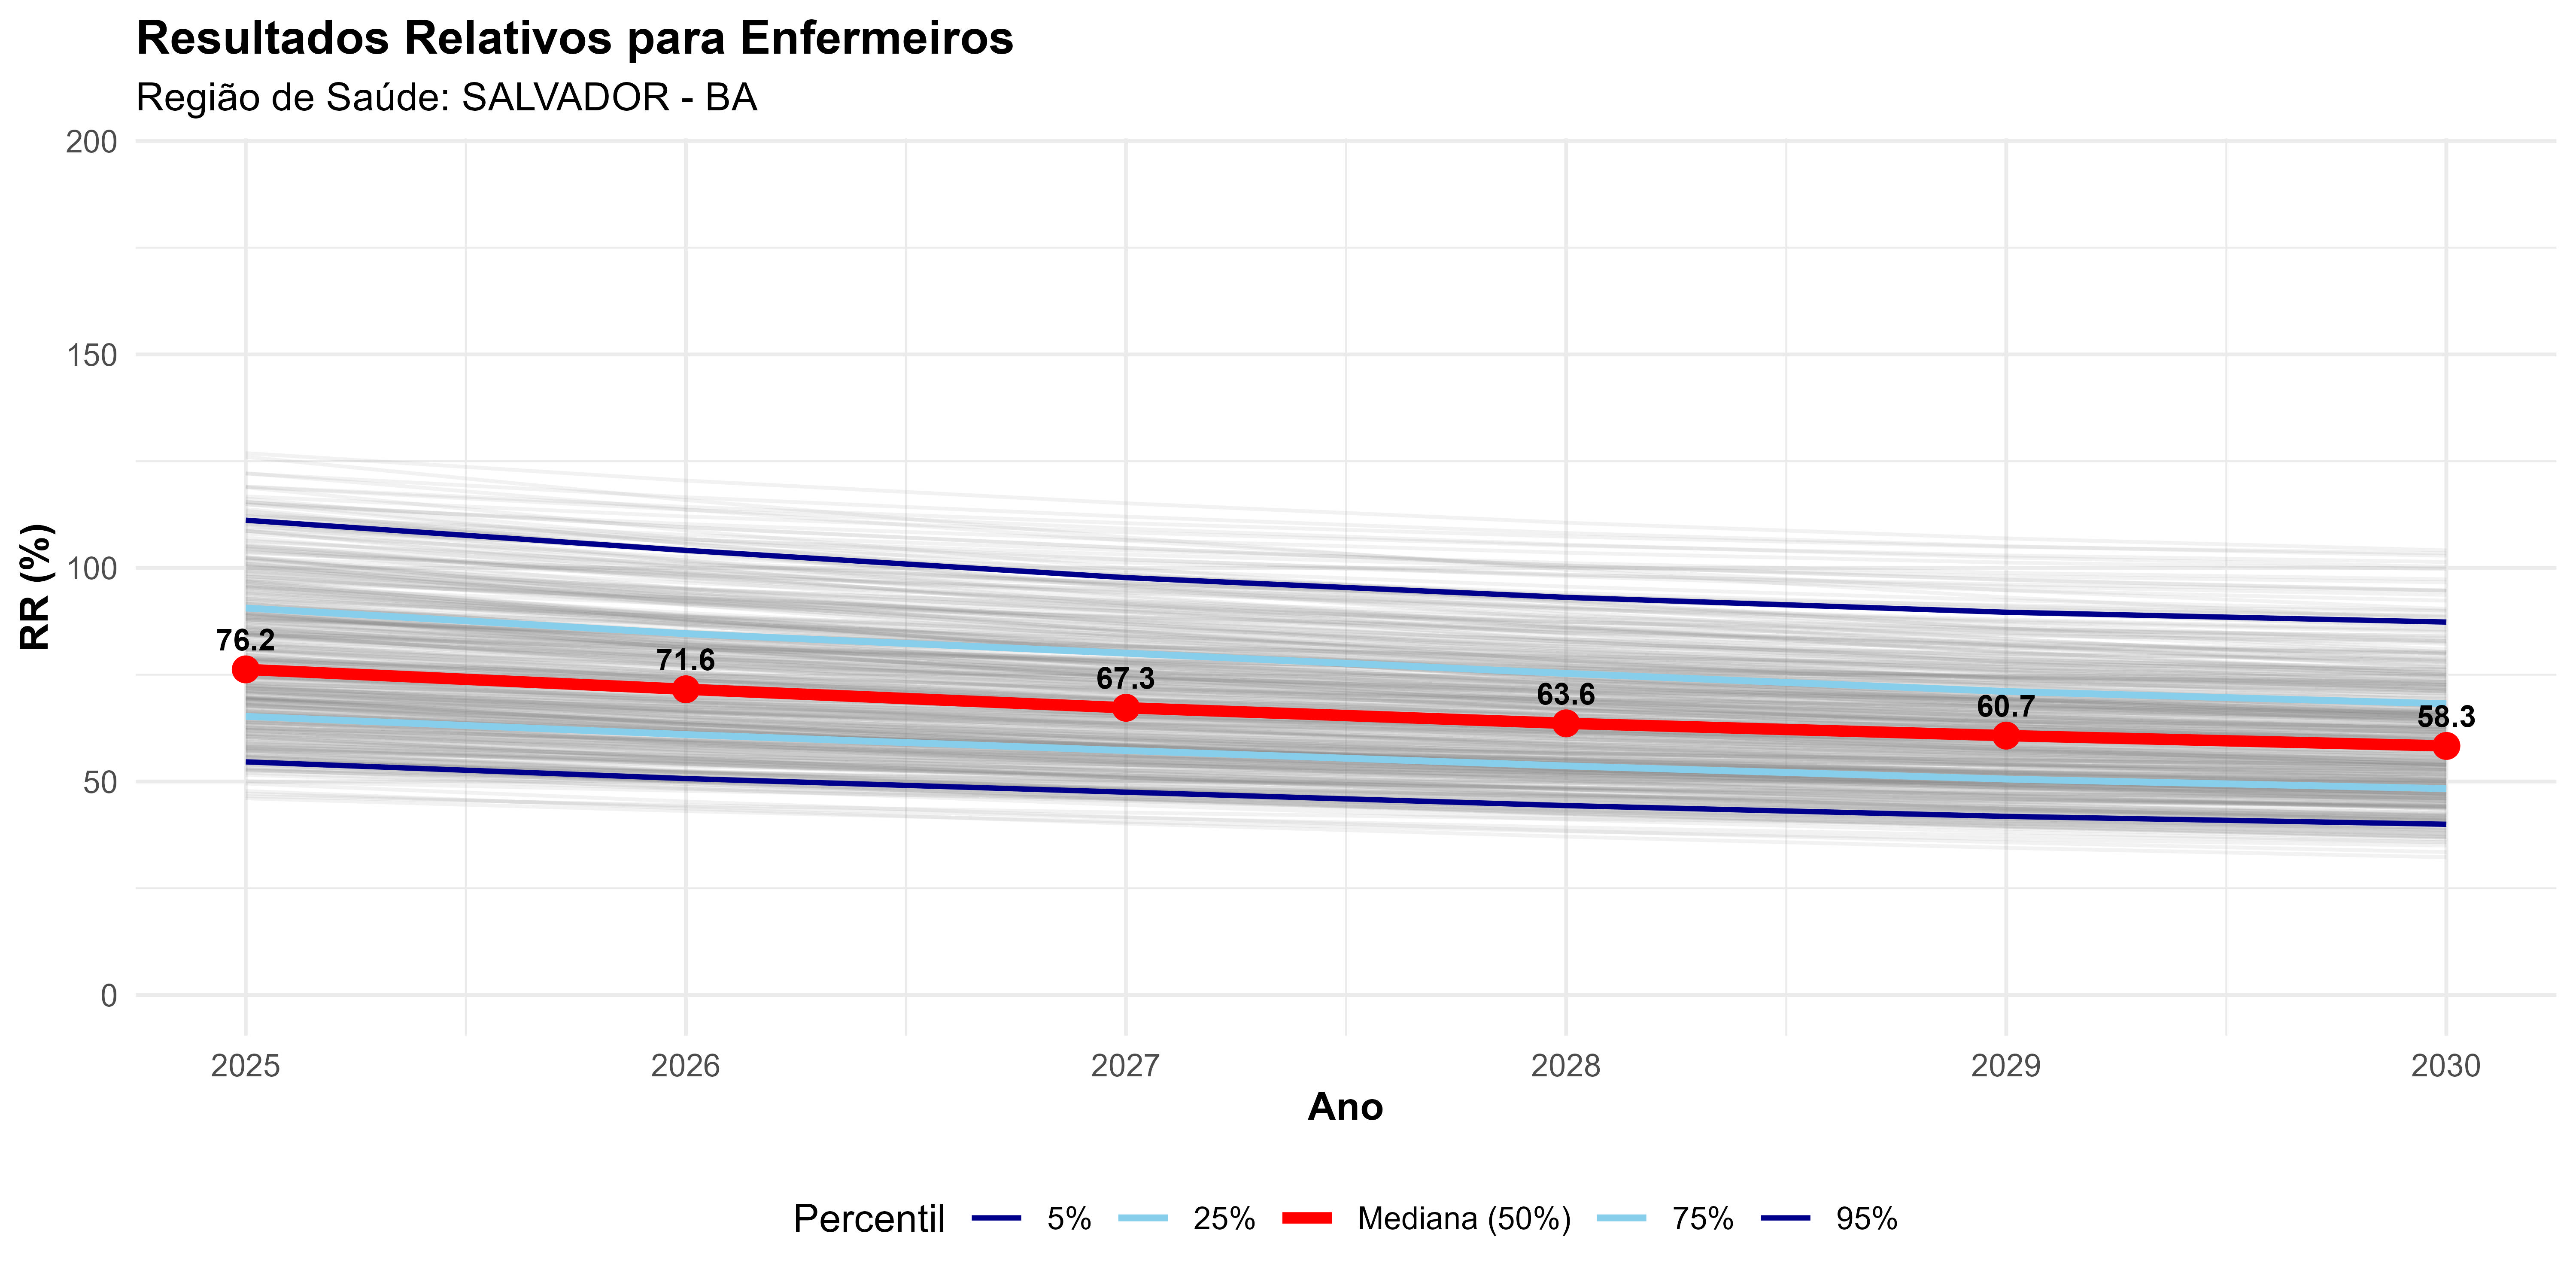 Resultados Relativos para Enfermeiros
Região de Saúde: SALVADOR - BA
200
150
100
50
0
RR (%)
76.2
71.6
67.3
63.6
60.7
58.3
2025 2026 2027 2028 2029 2030
Ano
Percentil 5% 25% Mediana (50%) 75% 95%